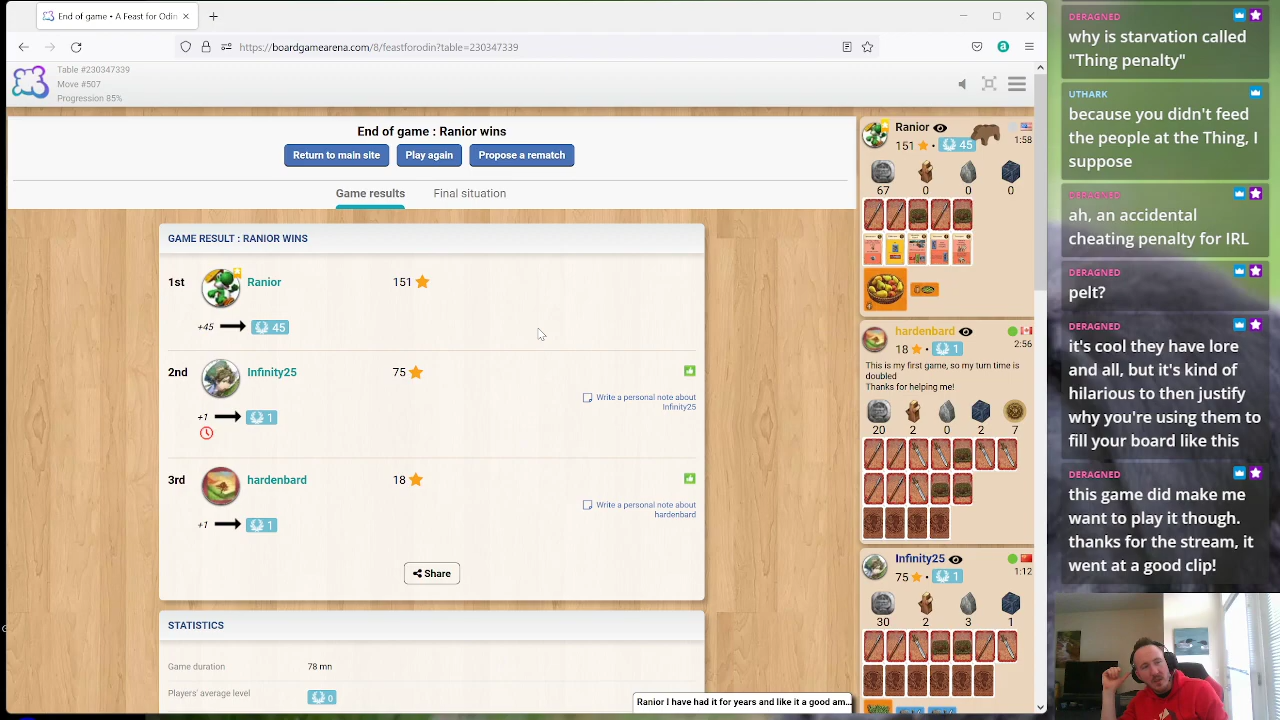 End of game • A Feast for Odin
https://boardgamearena.com/8/feastforodin?table=230347339
Table #230347339
Move #507
Progression 85%
End of game : Ranior wins
Return to main site
Play again
Propose a rematch
Game results
Final situation
GAME RESULT : RANIOR WINS
1st
Ranior
151
+45
45
2nd
Infinity25
75
Write a personal note about
Infinity25
+1
1
3rd
hardenbard
18
Write a personal note about
hardenbard
+1
1
Share
STATISTICS
Game duration
78 mn
Players' average level
0
Ranior I have had it for years and like it a good am...
Ranior
151 • 45
1:58
67
0
0
0
hardenbard
18 • 1
2:56
This is my first game, so my turn time is
doubled
Thanks for helping me!
20
2
0
2
7
Infinity25
75 • 1
1:12
30
2
3
1
DERAGNED
why is starvation called
"Thing penalty"
UTHARK
because you didn't feed
the people at the Thing, I
suppose
DERAGNED
ah, an accidental
cheating penalty for IRL
DERAGNED
pelt?
DERAGNED
it's cool they have lore
and all, but it's kind of
hilarious to then justify
why you're using them to
fill your board like this
DERAGNED
this game did make me
want to play it though.
thanks for the stream, it
went at a good clip!